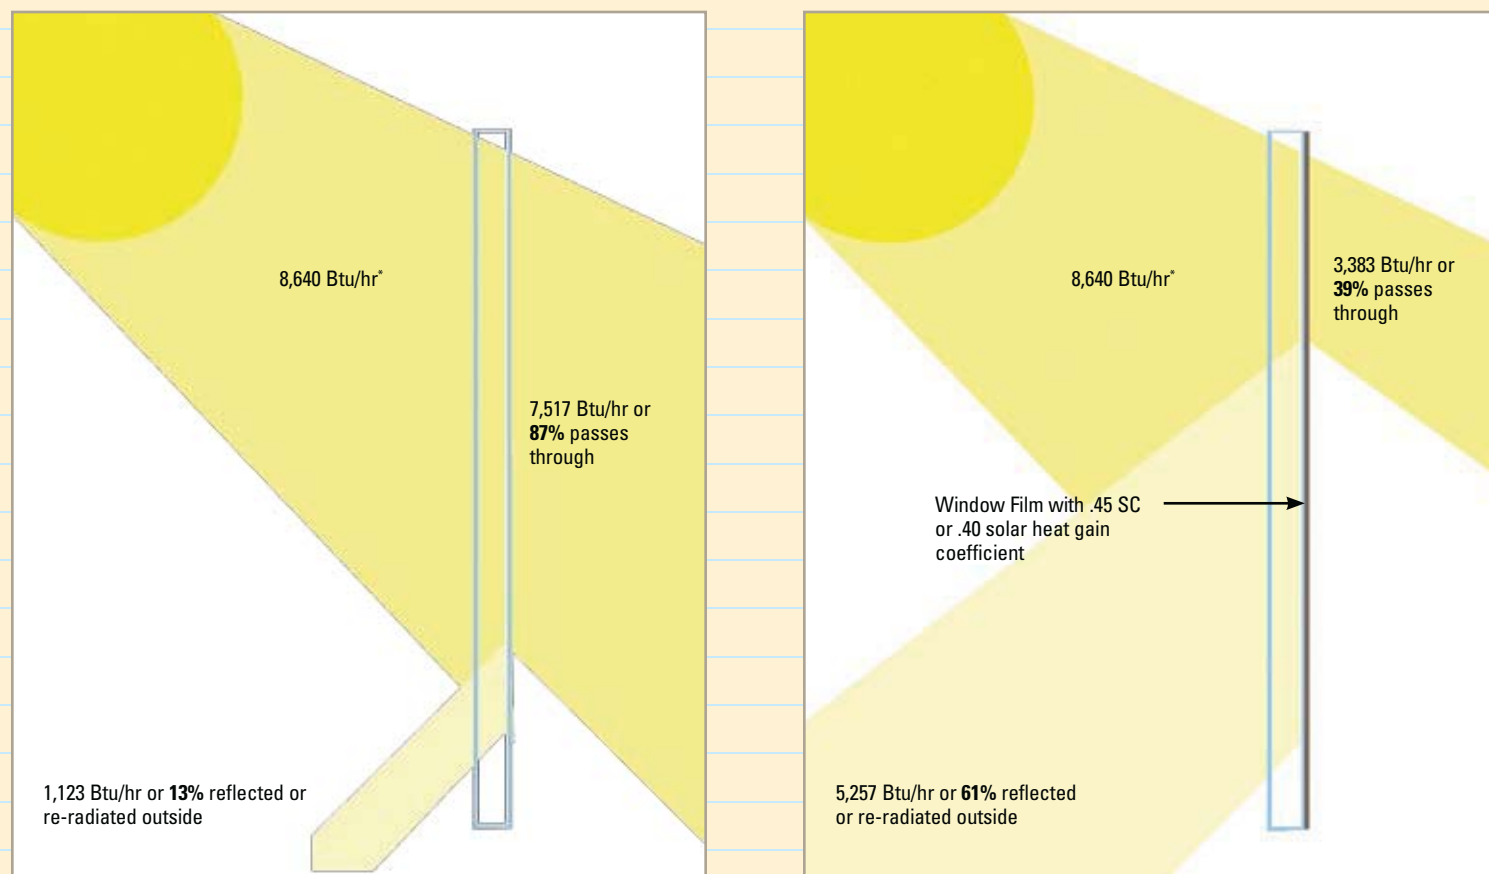 8,640 Btu/hr*
7,517 Btu/hr or
87% passes
through
1,123 Btu/hr or 13% reflected or
re-radiated outside
8,640 Btu/hr*
3,383 Btu/hr or
39% passes
through
Window Film with .45 SC
or .40 solar heat gain
coefficient
5,257 Btu/hr or 61% reflected
or re-radiated outside